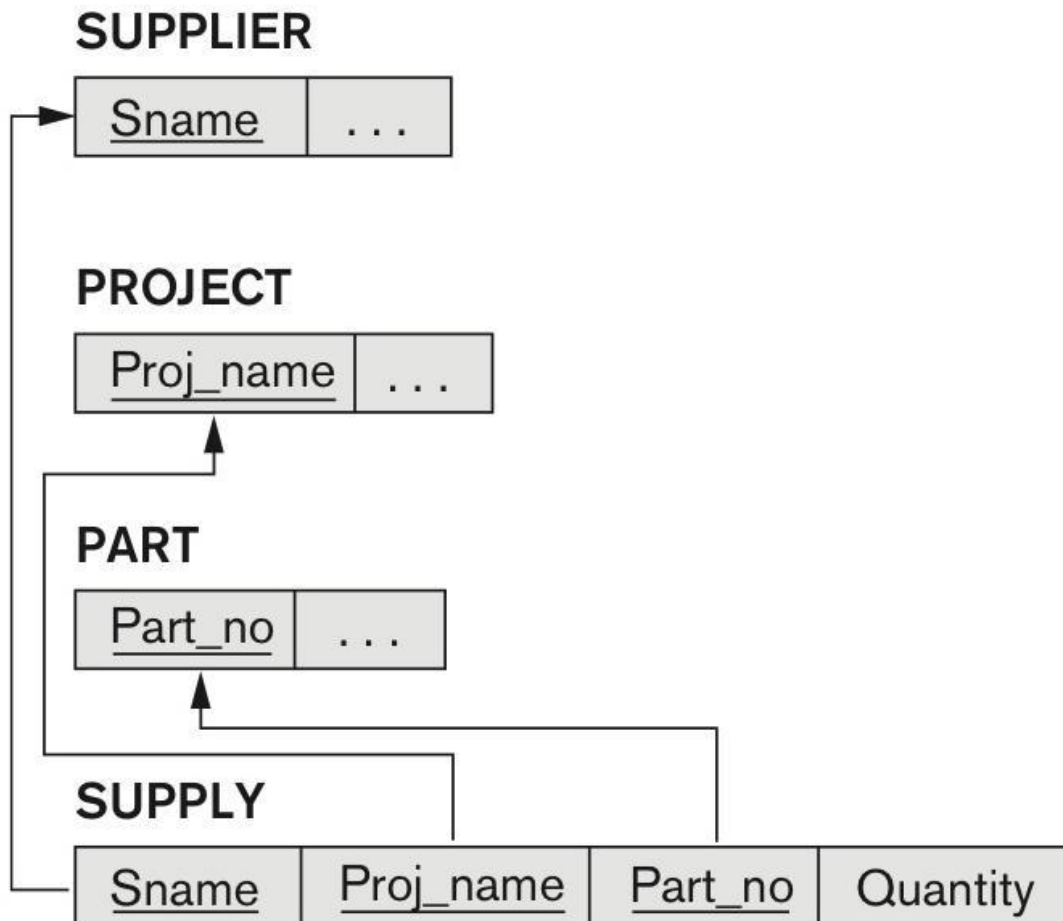 SUPPLIER
Sname ...
PROJECT
Proj_name ...
PART
Part_no ...
SUPPLY
Sname Proj_name Part_no Quantity